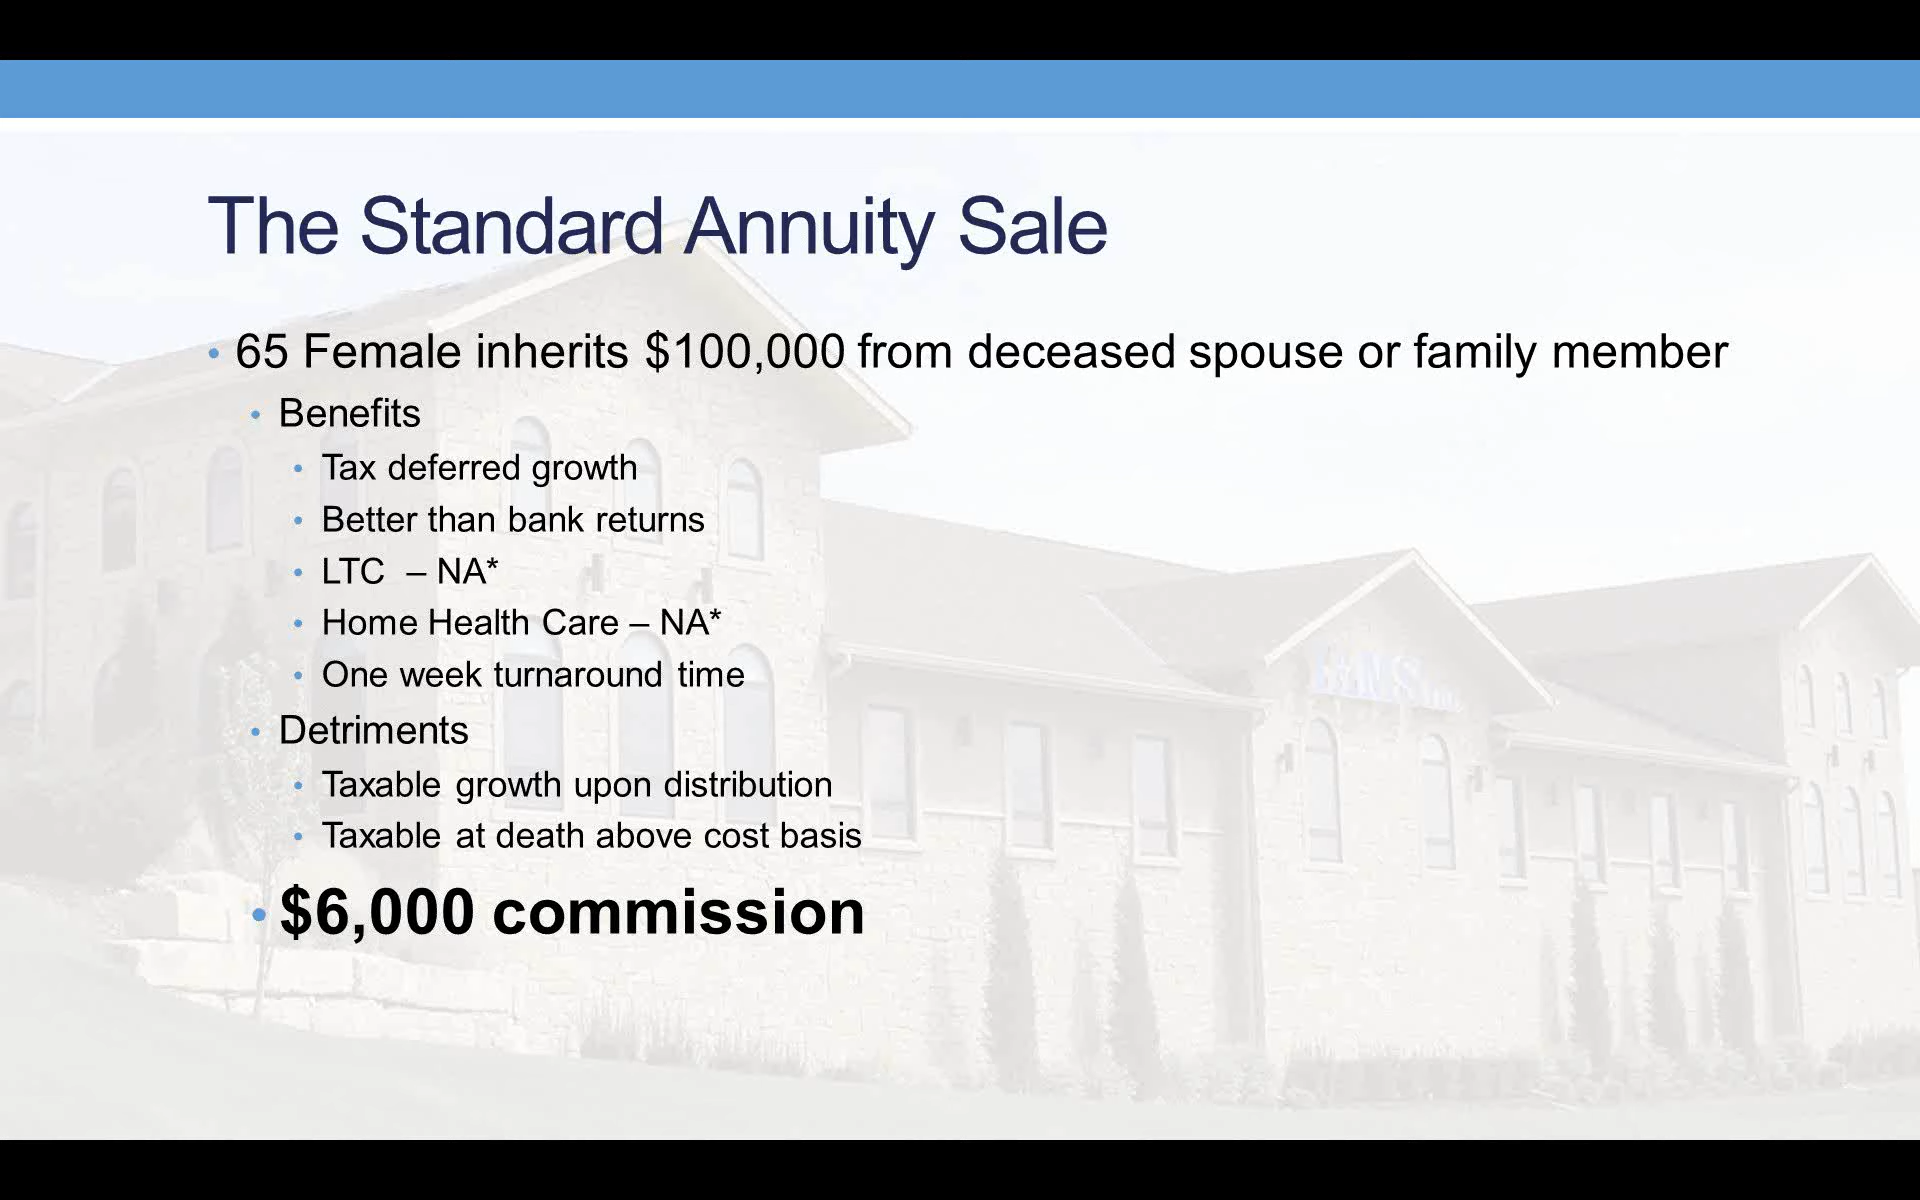 The Standard Annuity Sale
• 65 Female inherits $100,000 from deceased spouse or family member
• Benefits
• Tax deferred growth
• Better than bank returns
• LTC – NA*
• Home Health Care – NA*
• One week turnaround time
• Detriments
• Taxable growth upon distribution
• Taxable at death above cost basis
• $6,000 commission